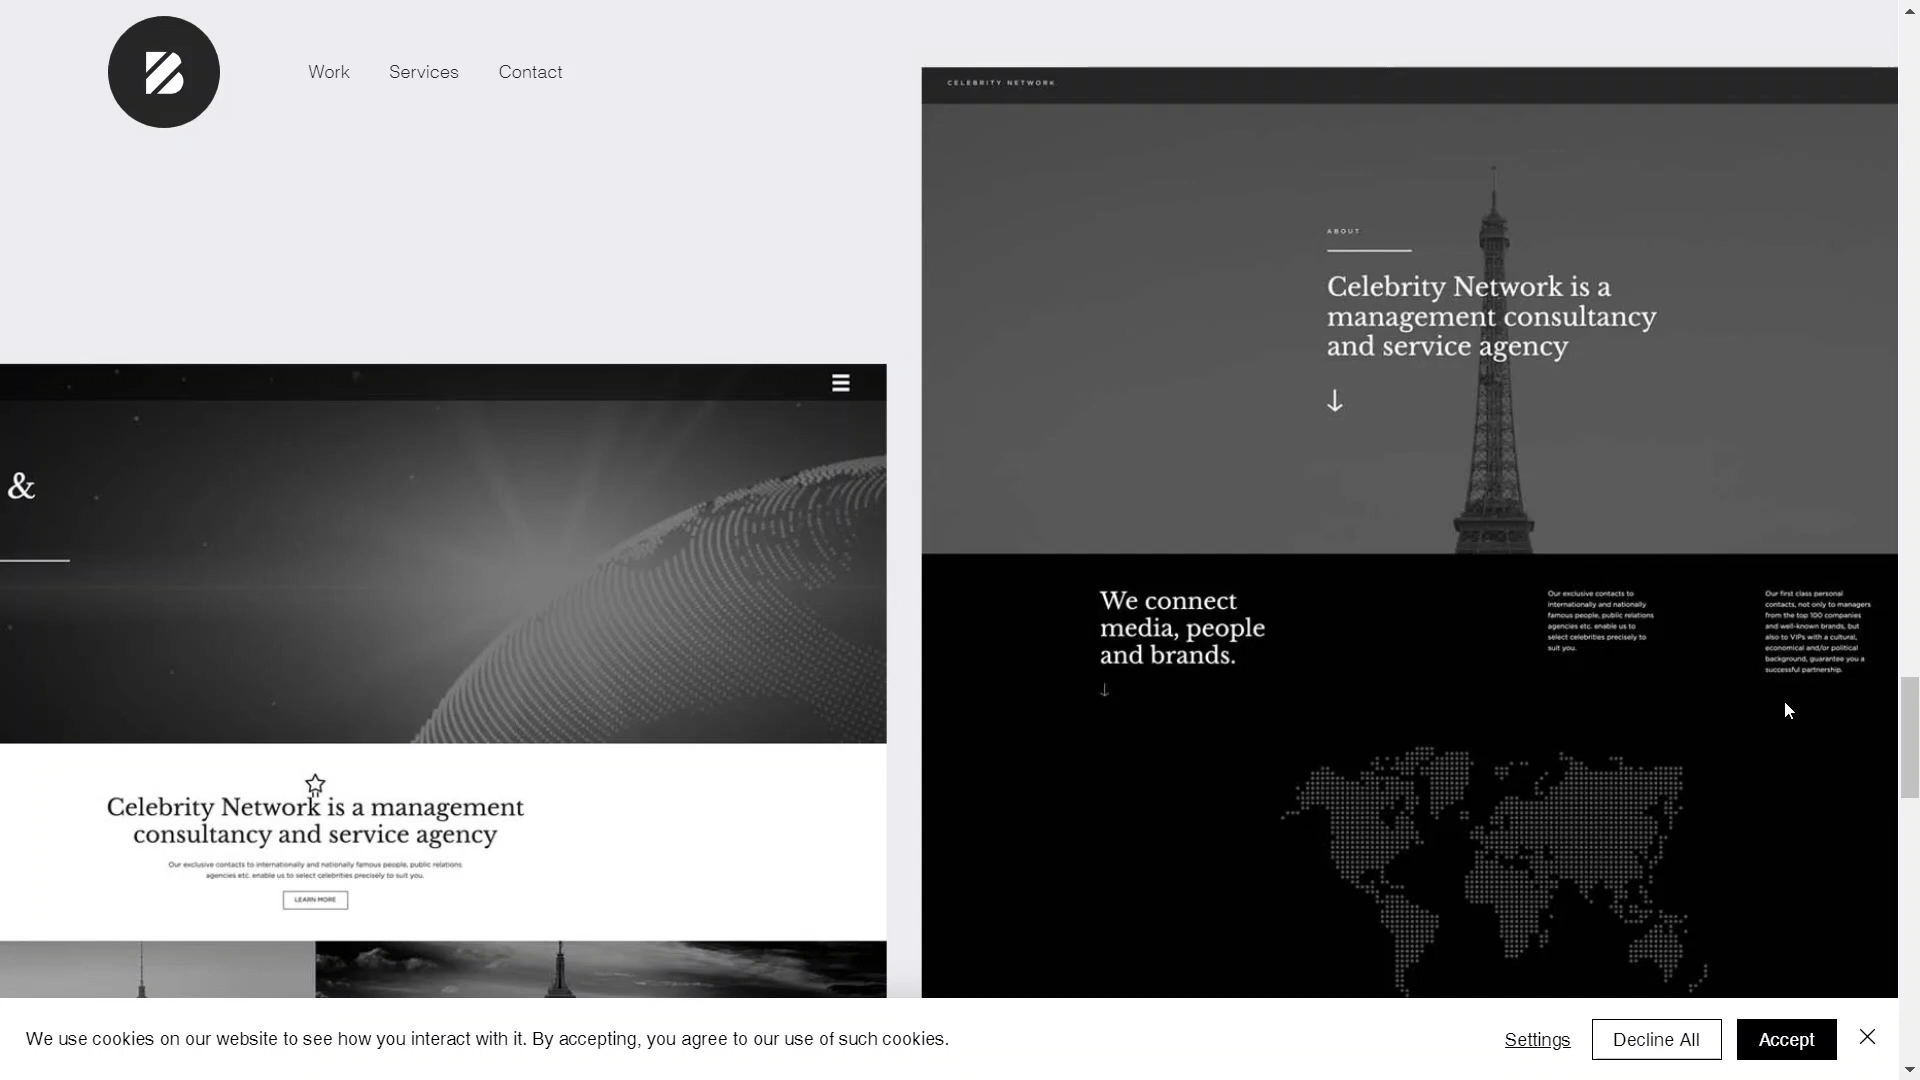 Work
Services
Contact
CELEBRITY NETWORK
ABOUT
Celebrity Network is a
management consultancy
and service agency
&
Celebrity Network is a management
consultancy and service agency
Our exclusive contacts to internationally and nationally famous people, public relations
agencies etc. enable us to select celebrities precisely to suit you.
LEARN MORE
We connect
media, people
and brands.
Our exclusive contacts to
internationally and nationally
famous people, public relations
agencies etc. enable us to
select celebrities precisely to
suit you.
Our first class personal
contacts, not only to managers
from the top 100 companies
and well-known brands, but
also to VIPs with a cultural,
economical and/or political
background, guarantee you a
successful partnership.
We use cookies on our website to see how you interact with it. By accepting, you agree to our use of such cookies.
Settings
Decline All
Accept